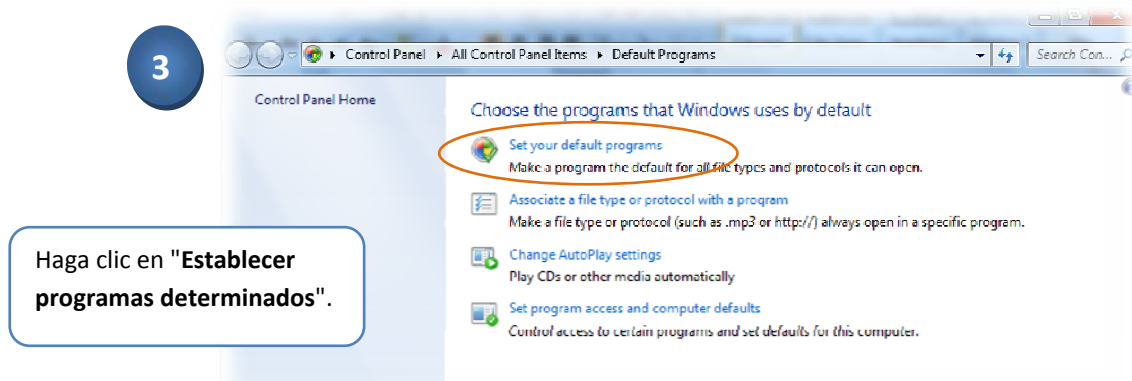 3
Control Panel ▸ All Control Panel Items ▸ Default Programs
Search Con...
Control Panel Home
Choose the programs that Windows uses by default
Set your default programs
Make a program the default for all file types and protocols it can open.
Associate a file type or protocol with a program
Make a file type or protocol (such as .mp3 or http://) always open in a specific program.
Change AutoPlay settings
Play CDs or other media automatically
Set program access and computer defaults
Control access to certain programs and set defaults for this computer.
Haga clic en "Establecer
programas determinados".